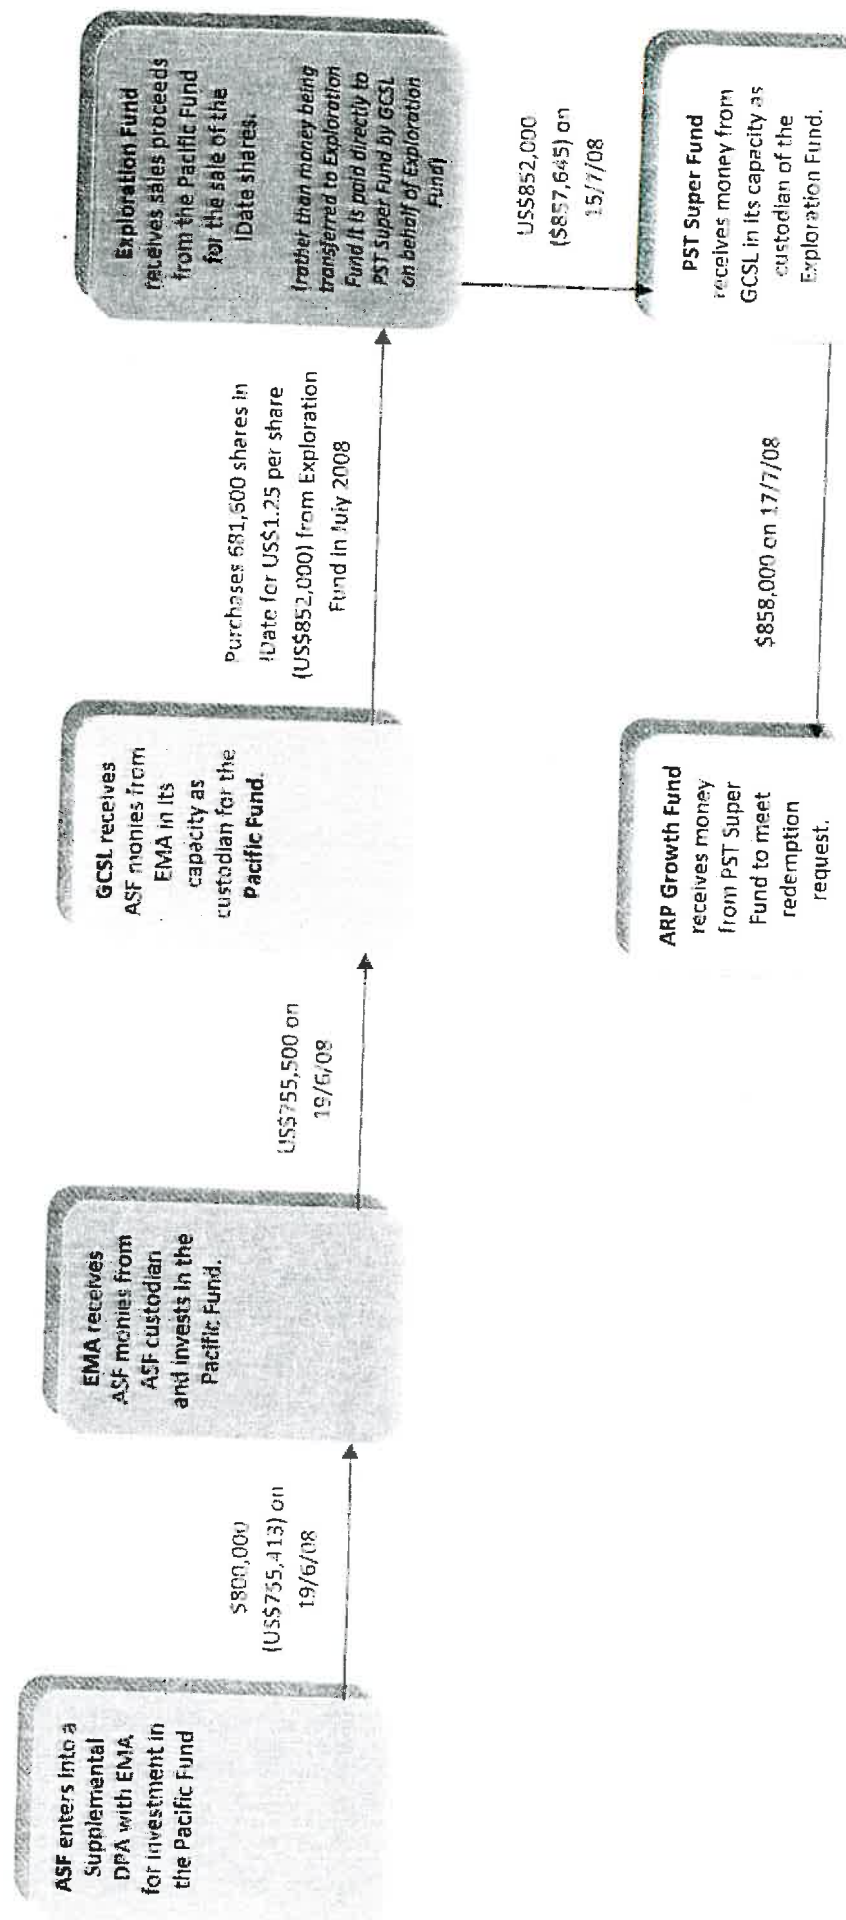 ASF enters into a
Supplemental
DPA with EMA
for investment in
the Pacific Fund
$800,000
(US$755,413) on
19/6/08
EMA receives
ASF monies from
ASF custodian
and invests in the
Pacific Fund.
US$755,500 on
19/6/08
GCSL receives
ASF monies from
EMA in its
capacity as
custodian for the
Pacific Fund.
Purchases 681,600 shares in
IDate for US$1.25 per share
(US$852,000) from Exploration
Fund in July 2008
Exploration Fund
receives sales proceeds
from the Pacific Fund
for the sale of the
IDate shares.
(rather than money being
transferred to Exploration
Fund it is paid directly to
PST Super Fund by GCSL
on behalf of Exploration
Fund)
US$852,000
($857,645) on
15/7/08
PST Super Fund
receives money from
GCSL in its capacity as
custodian of the
Exploration Fund.
$858,000 on 17/7/08
ARP Growth Fund
receives money
from PST Super
Fund to meet
redemption
request.